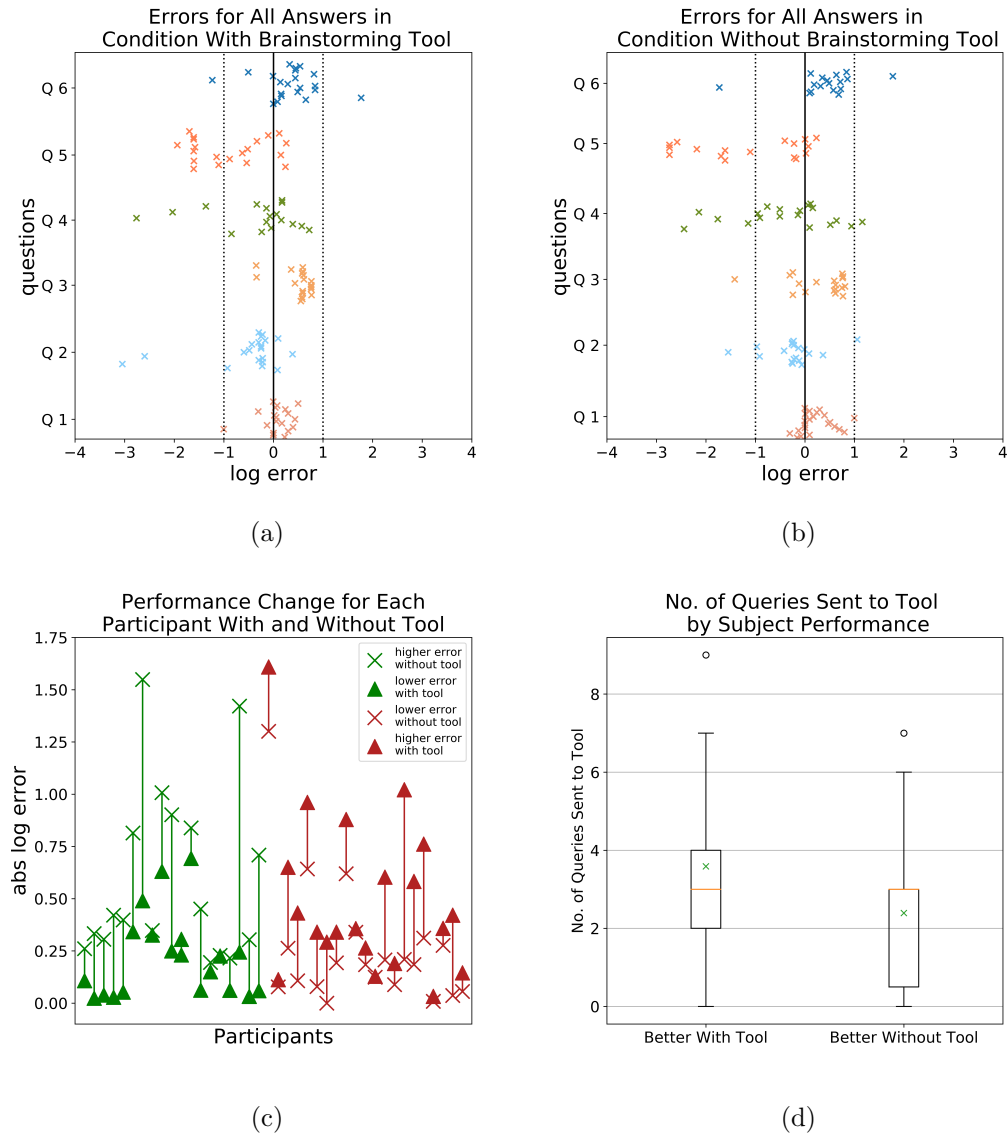 Errors for All Answers in
Condition With Brainstorming Tool
questions
Q 6
Q 5
Q 4
Q 3
Q 2
Q 1
−4 −3 −2 −1 0 1 2 3 4
log error
(a)
Errors for All Answers in
Condition Without Brainstorming Tool
questions
Q 6
Q 5
Q 4
Q 3
Q 2
Q 1
−4 −3 −2 −1 0 1 2 3 4
log error
(b)
Performance Change for Each
Participant With and Without Tool
abs log error
1.75
1.50
1.25
1.00
0.75
0.50
0.25
0.00
higher error
without tool
lower error
with tool
lower error
without tool
higher error
with tool
Participants
(c)
No. of Queries Sent to Tool
by Subject Performance
No. of Queries Sent to Tool
8
6
4
2
0
Better With Tool Better Without Tool
(d)